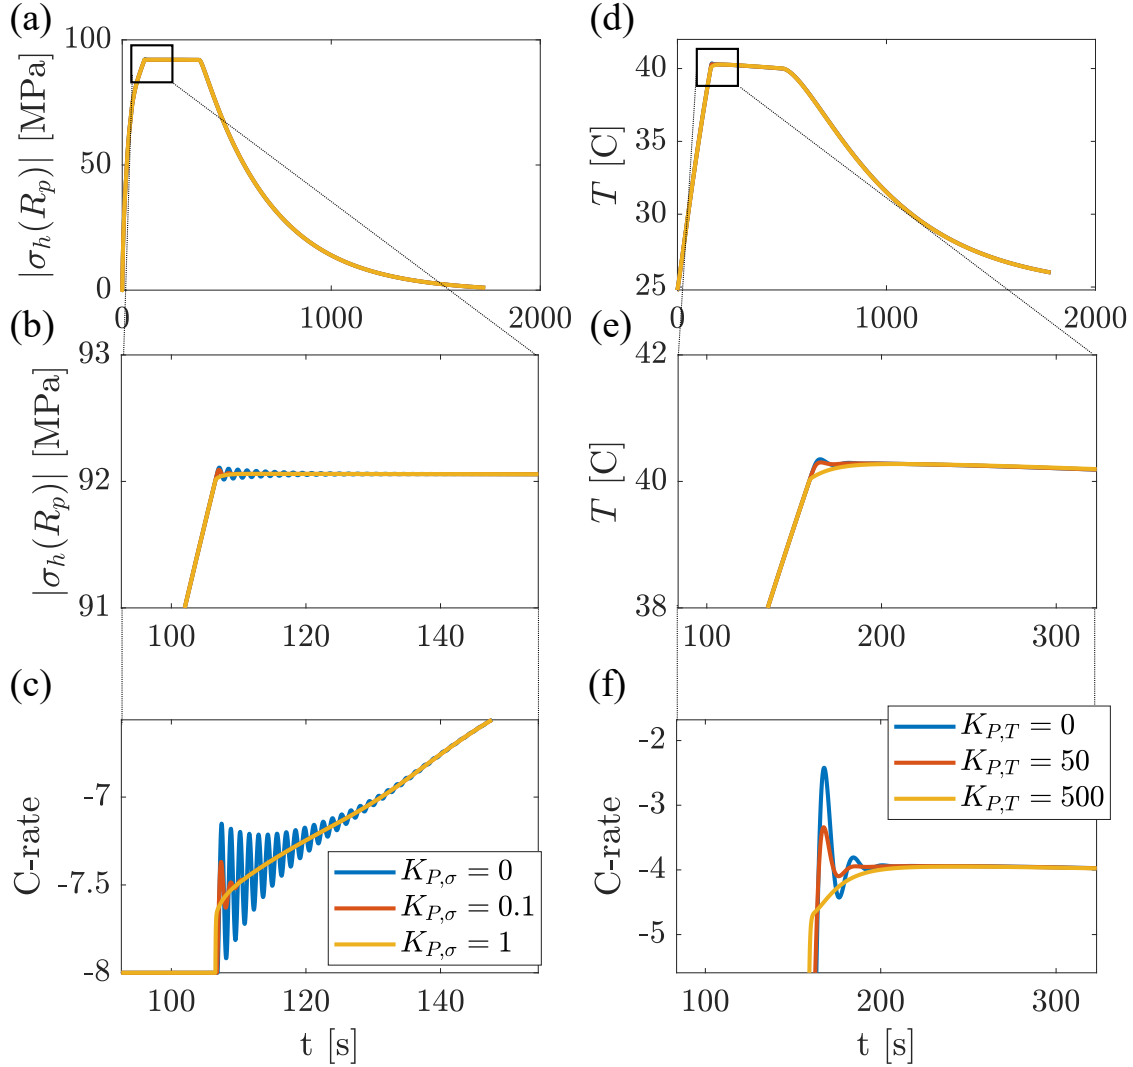 (a)
|σ_h(R_p)| [MPa]
100
50
0
0 1000 2000
(d)
T [C]
40
35
30
25
0 1000 2000
(b)
|σ_h(R_p)| [MPa]
93
92
91
100 120 140
(e)
T [C]
42
40
38
100 200 300
(c)
C-rate
-7
-7.5
-8
100 120 140
t [s]
K_{P,σ} = 0
K_{P,σ} = 0.1
K_{P,σ} = 1
(f)
C-rate
-2
-3
-4
-5
100 200 300
t [s]
K_{P,T} = 0
K_{P,T} = 50
K_{P,T} = 500